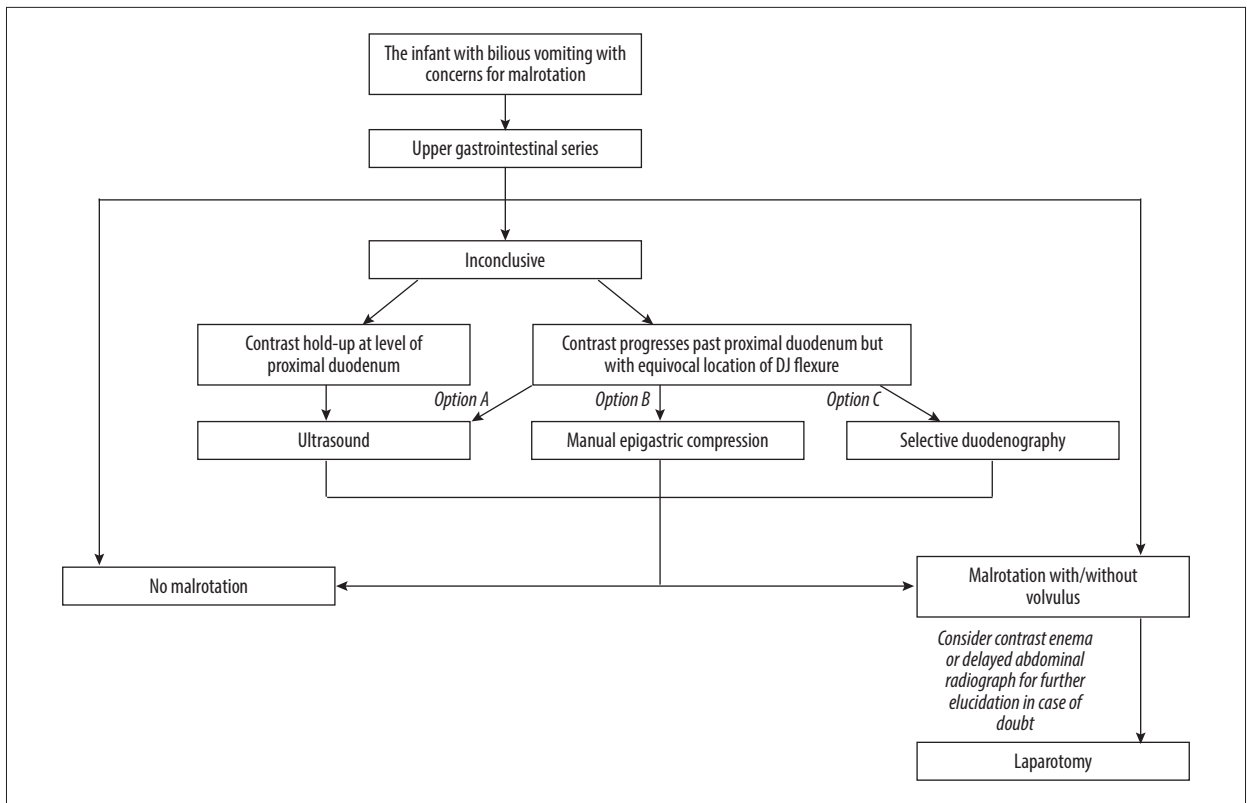 The infant with bilious vomiting with
concerns for malrotation
Upper gastrointestinal series
Inconclusive
Contrast hold-up at level of
proximal duodenum
Contrast progresses past proximal duodenum but
with equivocal location of DJ flexure
Option A
Option B
Option C
Ultrasound
Manual epigastric compression
Selective duodenography
No malrotation
Malrotation with/without
volvulus
Consider contrast enema
or delayed abdominal
radiograph for further
elucidation in case of
doubt
Laparotomy